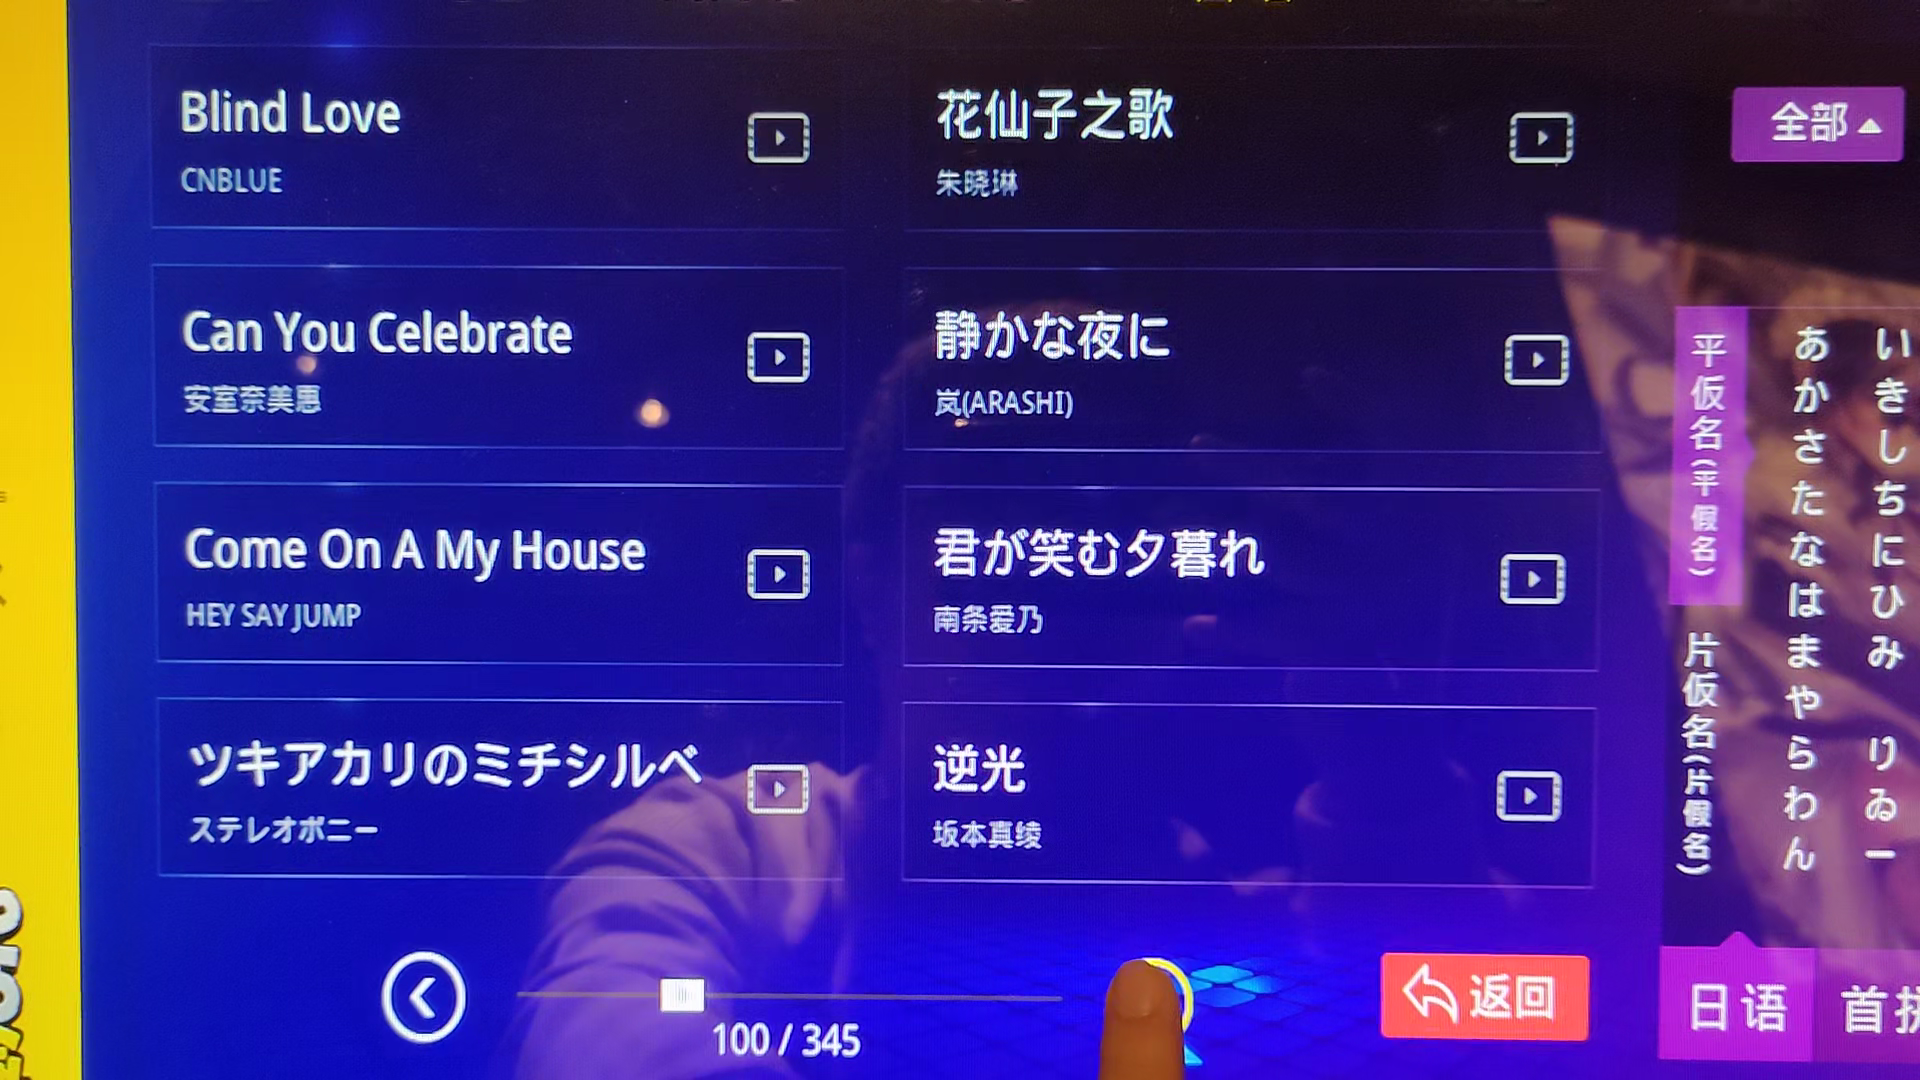 Blind Love
CNBLUE
花仙子之歌
朱晓琳
Can You Celebrate
安室奈美惠
静かな夜に
岚(ARASHI)
Come On A My House
HEY SAY JUMP
君が笑む夕暮れ
南条爱乃
ツキアカリのミチシルベ
ステレオポニー
逆光
坂本真绫
100 / 345
返回
全部
平仮名(平假名)
片仮名(片假名)
あかさたなはまやらわん
いきしちにひみ りゐー
日语
首拼